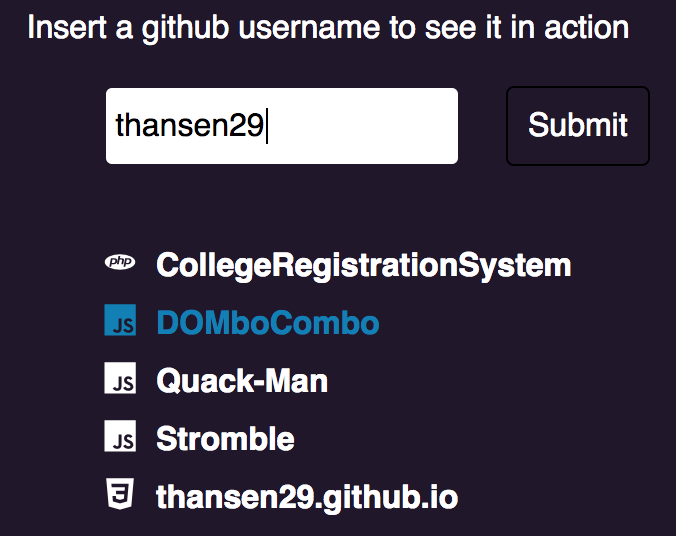 Insert a github username to see it in action
thansen29
Submit
php CollegeRegistrationSystem
JS DOMboCombo
JS Quack-Man
JS Stromble
3 thansen29.github.io